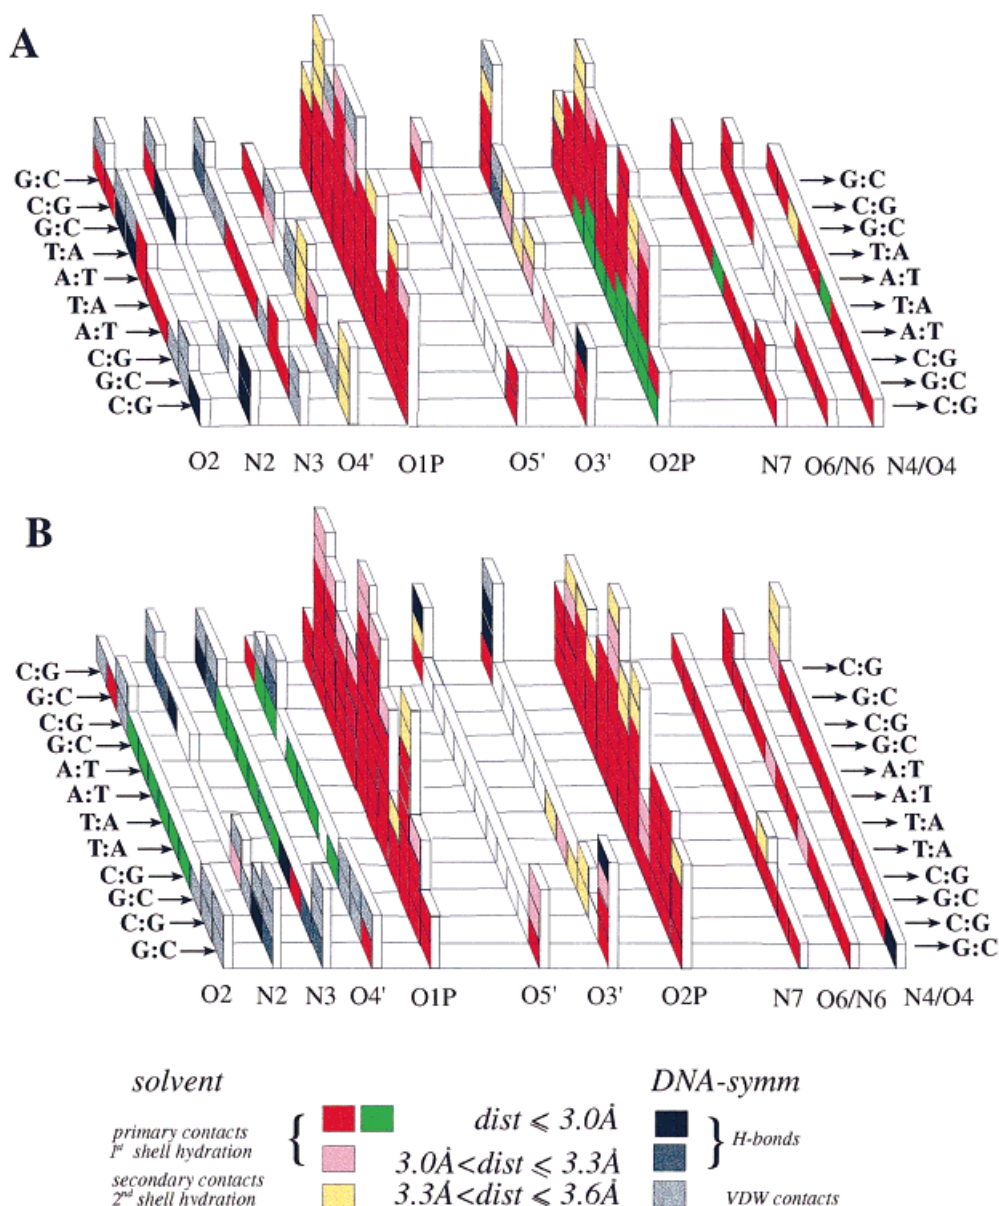 A
G:C G:C
C:G C:G
G:C G:C
T:A T:A
A:T A:T
T:A T:A
A:T A:T
C:G C:G
G:C G:C
C:G C:G
O2 N2 N3 O4' O1P O5' O3' O2P N7 O6/N6 N4/O4
B
C:G C:G
G:C G:C
C:G C:G
G:C G:C
A:T A:T
A:T A:T
T:A T:A
T:A T:A
C:G C:G
G:C G:C
C:G C:G
G:C G:C
O2 N2 N3 O4' O1P O5' O3' O2P N7 O6/N6 N4/O4
solvent DNA-symm
primary contacts
1st shell hydration
{ dist ⩽ 3.0Å } H-bonds
3.0Å<dist ⩽ 3.3Å
secondary contacts
2nd shell hydration
3.3Å<dist ⩽ 3.6Å VDW contacts